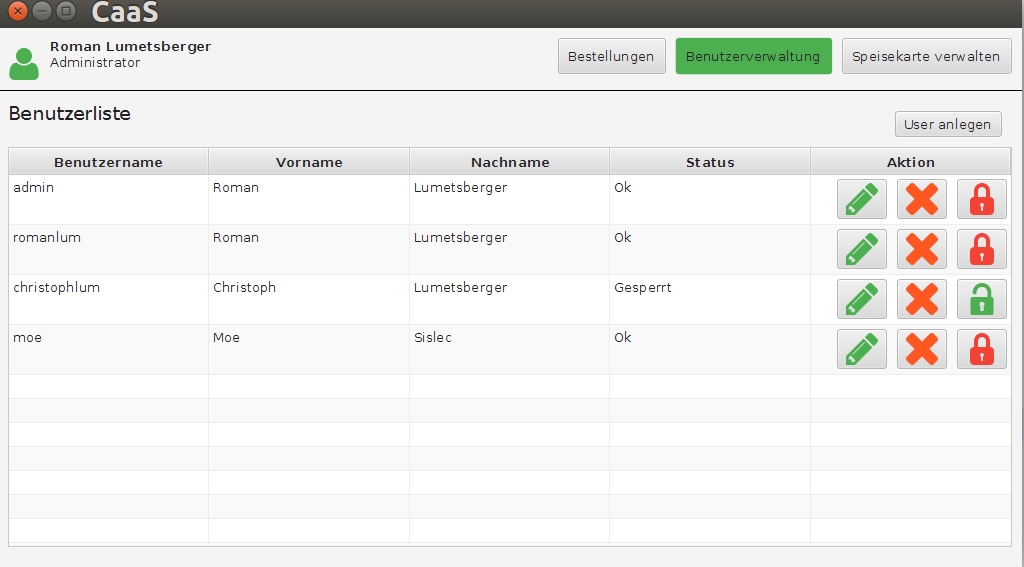 CaaS
Roman Lumetsberger
Administrator
Bestellungen Benutzerverwaltung Speisekarte verwalten
Benutzerliste
User anlegen
Benutzername Vorname Nachname Status Aktion
admin Roman Lumetsberger Ok
romanlum Roman Lumetsberger Ok
christophlum Christoph Lumetsberger Gesperrt
moe Moe Sislec Ok